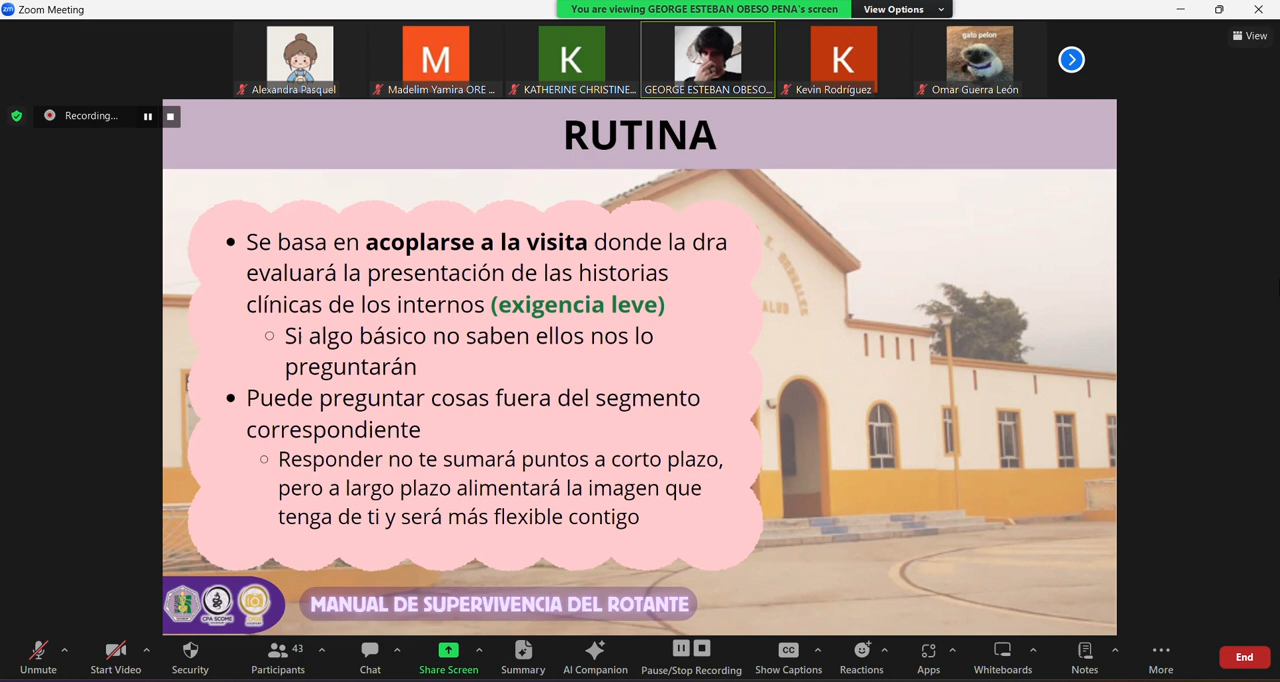 Zoom Meeting
You are viewing GEORGE ESTEBAN OBESO PENA's screen
View Options
View
M
K
K
gato pelon
Alexandra Pasquel
Madelim Yamira ORE ...
KATHERINE CHRISTINE...
GEORGE ESTEBAN OBESO...
Kevin Rodríguez
Omar Guerra León
Recording...
RUTINA
• Se basa en acoplarse a la visita donde la dra
evaluará la presentación de las historias
clínicas de los internos (exigencia leve)
○ Si algo básico no saben ellos nos lo
preguntarán
• Puede preguntar cosas fuera del segmento
correspondiente
○ Responder no te sumará puntos a corto plazo,
pero a largo plazo alimentará la imagen que
tenga de ti y será más flexible contigo
CPA SCOME
MANUAL DE SUPERVIVENCIA DEL ROTANTE
Unmute
Start Video
Security
43
Participants
Chat
Share Screen
Summary
AI Companion
Pause/Stop Recording
CC
Show Captions
Reactions
Apps
Whiteboards
Notes
More
End